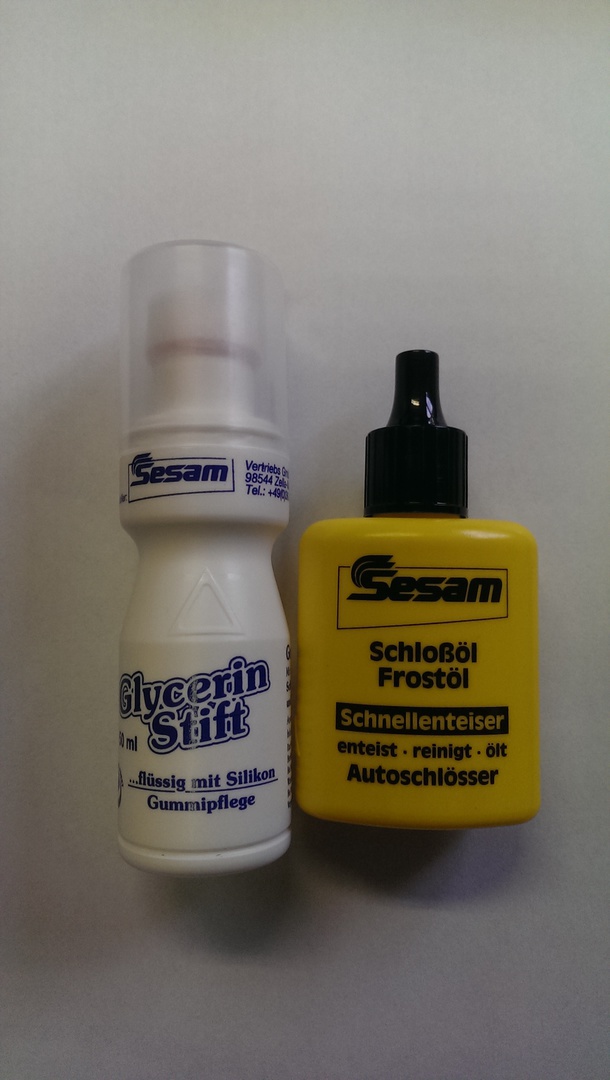 Sesam
Vertriebs
98544
Tel.: +49
Glycerin
Stift
ml
...flüssig mit Silikon
Gummipflege
Sesam
Schloßöl
Frostöl
Schnellenteiser
enteist · reinigt · ölt
Autoschlösser